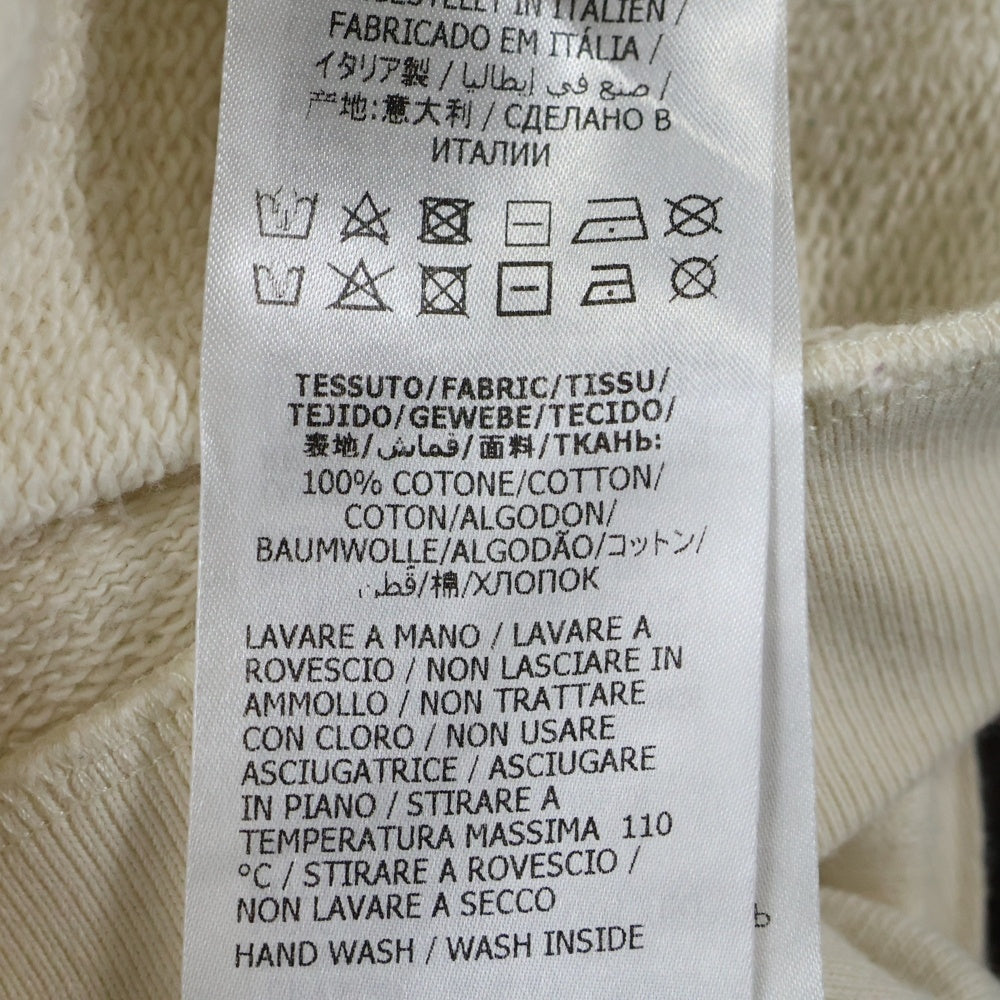 IN ITALIEN /
FABRICADO EM ITÁLIA /
イタリア製 / صنع في إيطاليا /
产地:意大利 / СДЕЛАНО В
ИТАЛИИ
TESSUTO/FABRIC/TISSU/
TEJIDO/GEWEBE/TECIDO/
表地/قماش/面料/ТКАНЬ:
100% COTONE/COTTON/
COTON/ALGODON/
BAUMWOLLE/ALGODÃO/コットン/
قطن/棉/ХЛОПОК
LAVARE A MANO / LAVARE A
ROVESCIO / NON LASCIARE IN
AMMOLLO / NON TRATTARE
CON CLORO / NON USARE
ASCIUGATRICE / ASCIUGARE
IN PIANO / STIRARE A
TEMPERATURA MASSIMA 110
°C / STIRARE A ROVESCIO /
NON LAVARE A SECCO
HAND WASH / WASH INSIDE